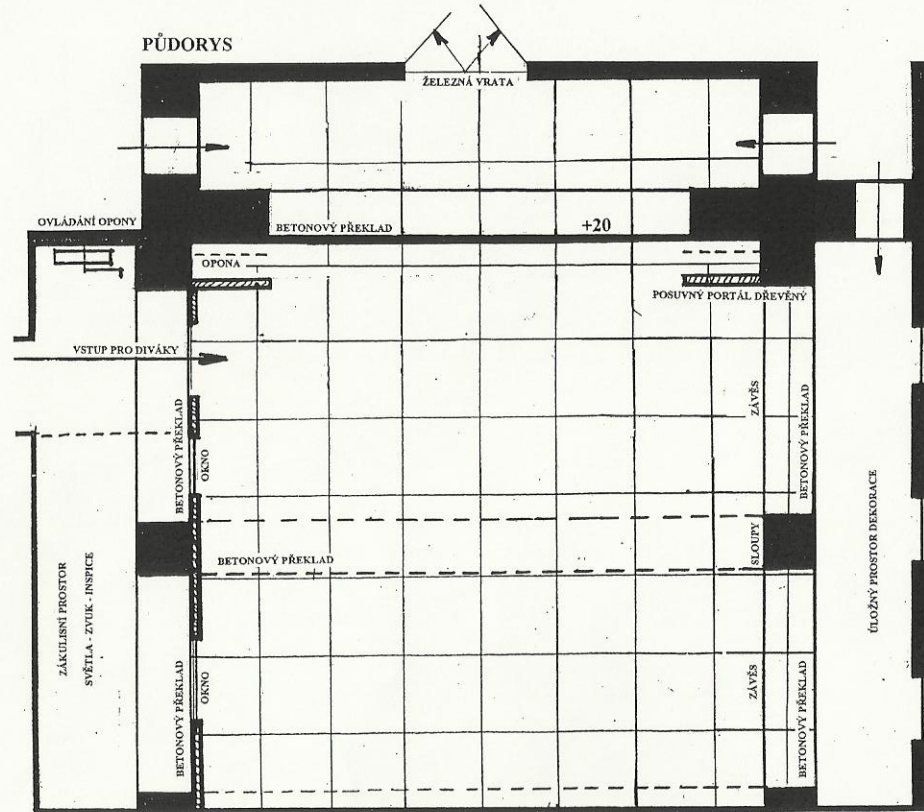 PŮDORYS
ŽELEZNÁ VRATA
OVLÁDÁNÍ OPONY
BETONOVÝ PŘEKLAD
+20
OPONA
POSUVNÝ PORTÁL DŘEVĚNÝ
VSTUP PRO DIVÁKY
BETONOVÝ PŘEKLAD
OKNO
ZÁVĚS
BETONOVÝ PŘEKLAD
BETONOVÝ PŘEKLAD
SLOUPY
ZÁKULISNI PROSTOR
SVĚTLA - ZVUK - INSPICE
ÚLOŽNÝ PROSTOR DEKORACE
BETONOVÝ PŘEKLAD
OKNO
ZÁVĚS
BETONOVÝ PŘEKLAD